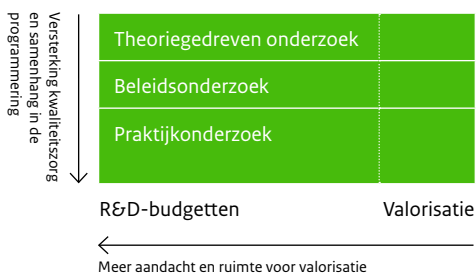 Versterking kwaliteitszorg
en samenhang in de
programmering
Theoriegedreven onderzoek
Beleidsonderzoek
Praktijkonderzoek
R&D-budgetten
Valorisatie
Meer aandacht en ruimte voor valorisatie